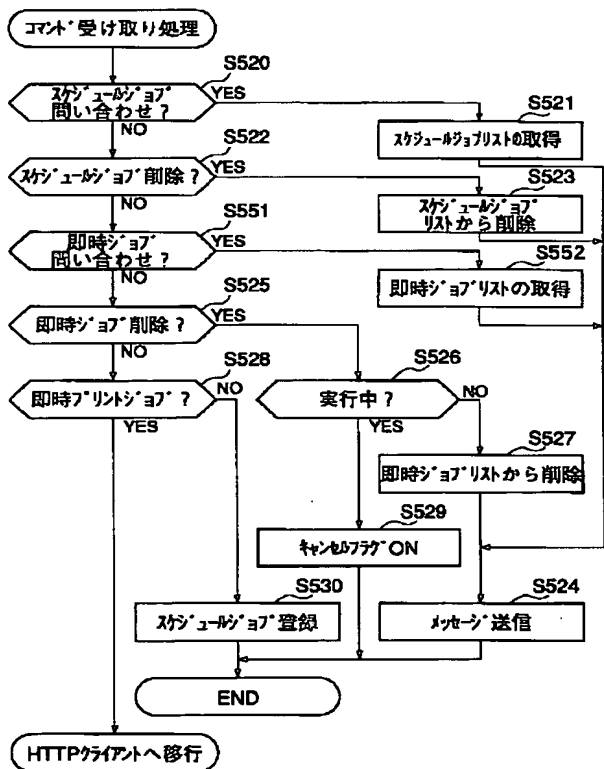 コマンド受け取り処理
S520
スケジュールジョブ
問い合わせ?
YES
NO
S521
スケジュールジョブリストの取得
S522
スケジュールジョブ削除?
YES
NO
S523
スケジュールジョブ
リストから削除
S551
即時ジョブ
問い合わせ?
YES
NO
S552
即時ジョブリストの取得
S525
即時ジョブ削除?
YES
NO
S528
即時プリントジョブ?
NO
YES
S526
実行中?
NO
YES
S527
即時ジョブリストから削除
S529
キャンセルフラグON
S530
スケジュールジョブ登録
S524
メッセージ送信
END
HTTPクライアントへ移行